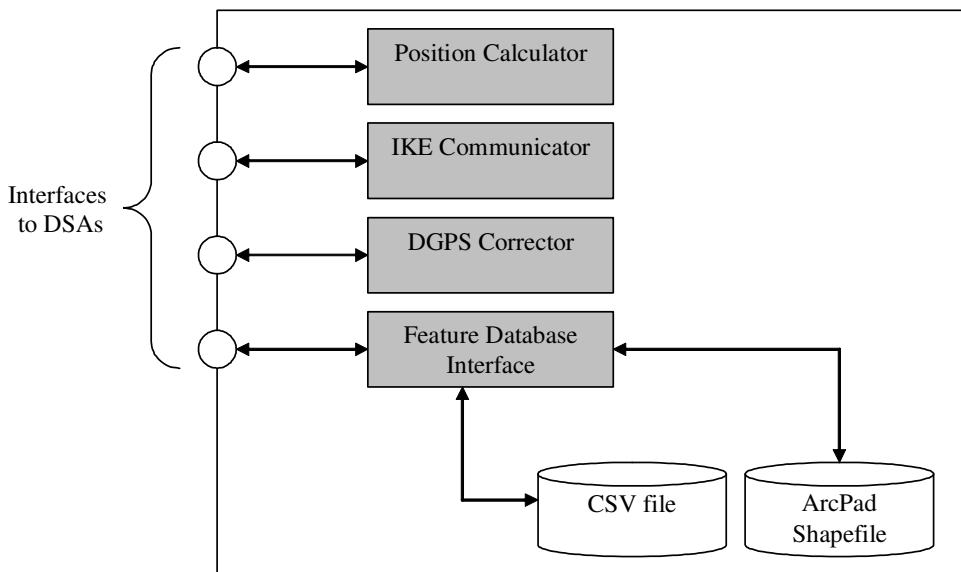 Position Calculator
IKE Communicator
Interfaces
to DSAs
DGPS Corrector
Feature Database
Interface
CSV file
ArcPad
Shapefile